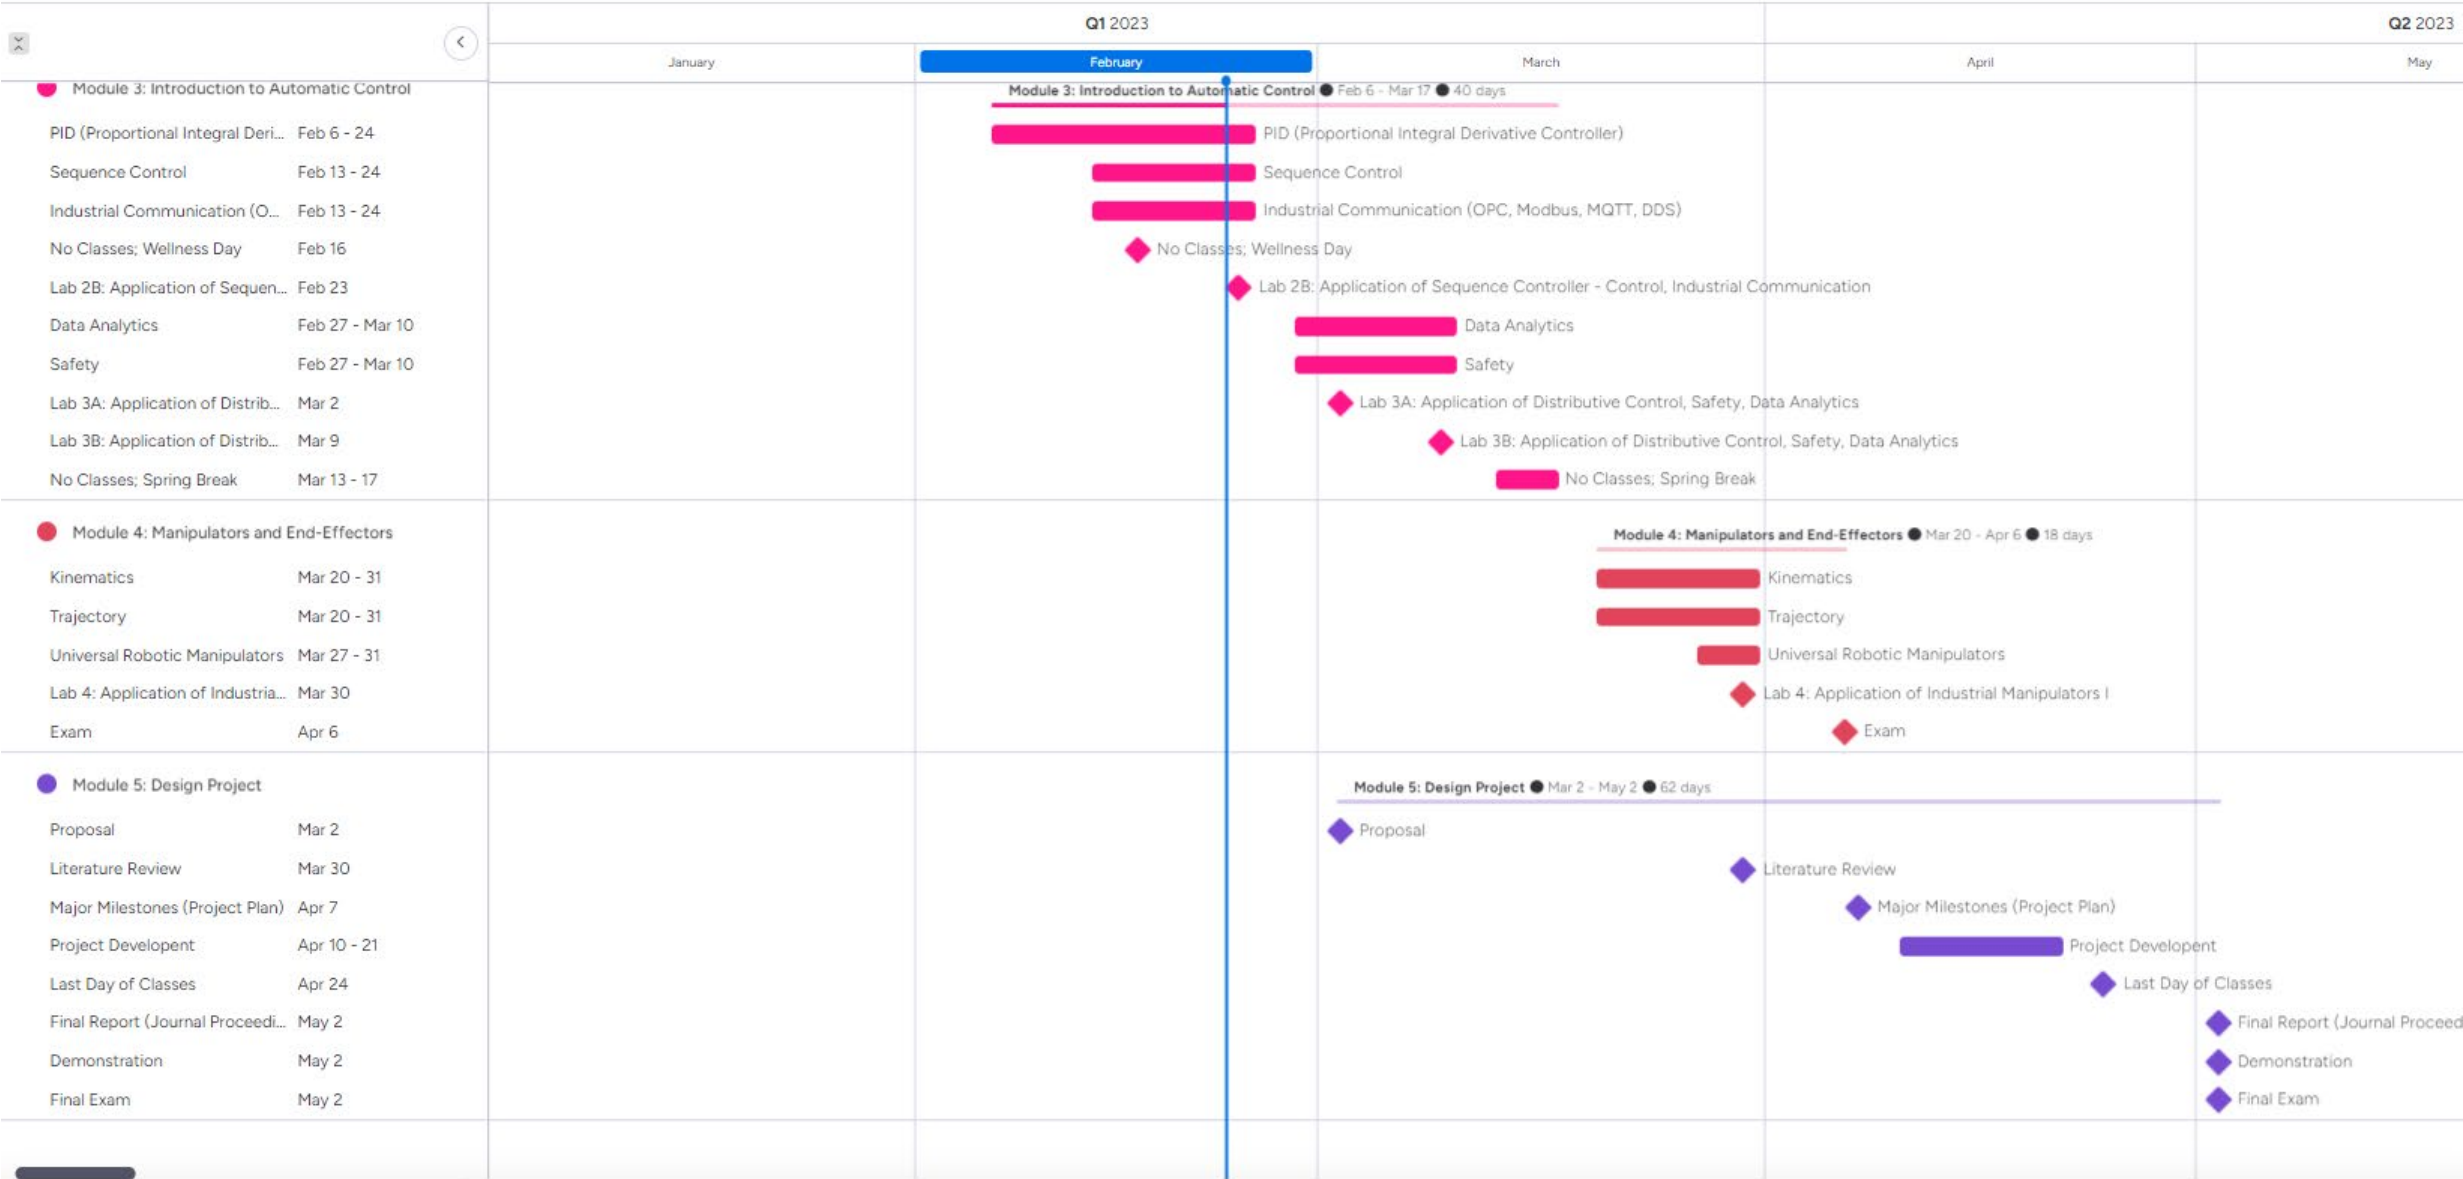 Q1 2023
Q2 2023
January
February
March
April
May
Module 3: Introduction to Automatic Control
Module 3: Introduction to Automatic Control ● Feb 6 - Mar 17 ● 40 days
PID (Proportional Integral Deri... Feb 6 - 24
PID (Proportional Integral Derivative Controller)
Sequence Control Feb 13 - 24
Sequence Control
Industrial Communication (O... Feb 13 - 24
Industrial Communication (OPC, Modbus, MQTT, DDS)
No Classes; Wellness Day Feb 16
No Classes; Wellness Day
Lab 2B: Application of Sequen... Feb 23
Lab 2B: Application of Sequence Controller - Control, Industrial Communication
Data Analytics Feb 27 - Mar 10
Data Analytics
Safety Feb 27 - Mar 10
Safety
Lab 3A: Application of Distrib... Mar 2
Lab 3A: Application of Distributive Control, Safety, Data Analytics
Lab 3B: Application of Distrib... Mar 9
Lab 3B: Application of Distributive Control, Safety, Data Analytics
No Classes; Spring Break Mar 13 - 17
No Classes; Spring Break
Module 4: Manipulators and End-Effectors
Module 4: Manipulators and End-Effectors ● Mar 20 - Apr 6 ● 18 days
Kinematics Mar 20 - 31
Kinematics
Trajectory Mar 20 - 31
Trajectory
Universal Robotic Manipulators Mar 27 - 31
Universal Robotic Manipulators
Lab 4: Application of Industria... Mar 30
Lab 4: Application of Industrial Manipulators I
Exam Apr 6
Exam
Module 5: Design Project
Module 5: Design Project ● Mar 2 - May 2 ● 62 days
Proposal Mar 2
Proposal
Literature Review Mar 30
Literature Review
Major Milestones (Project Plan) Apr 7
Major Milestones (Project Plan)
Project Developent Apr 10 - 21
Project Developent
Last Day of Classes Apr 24
Last Day of Classes
Final Report (Journal Proceedi... May 2
Final Report (Journal Proceed
Demonstration May 2
Demonstration
Final Exam May 2
Final Exam